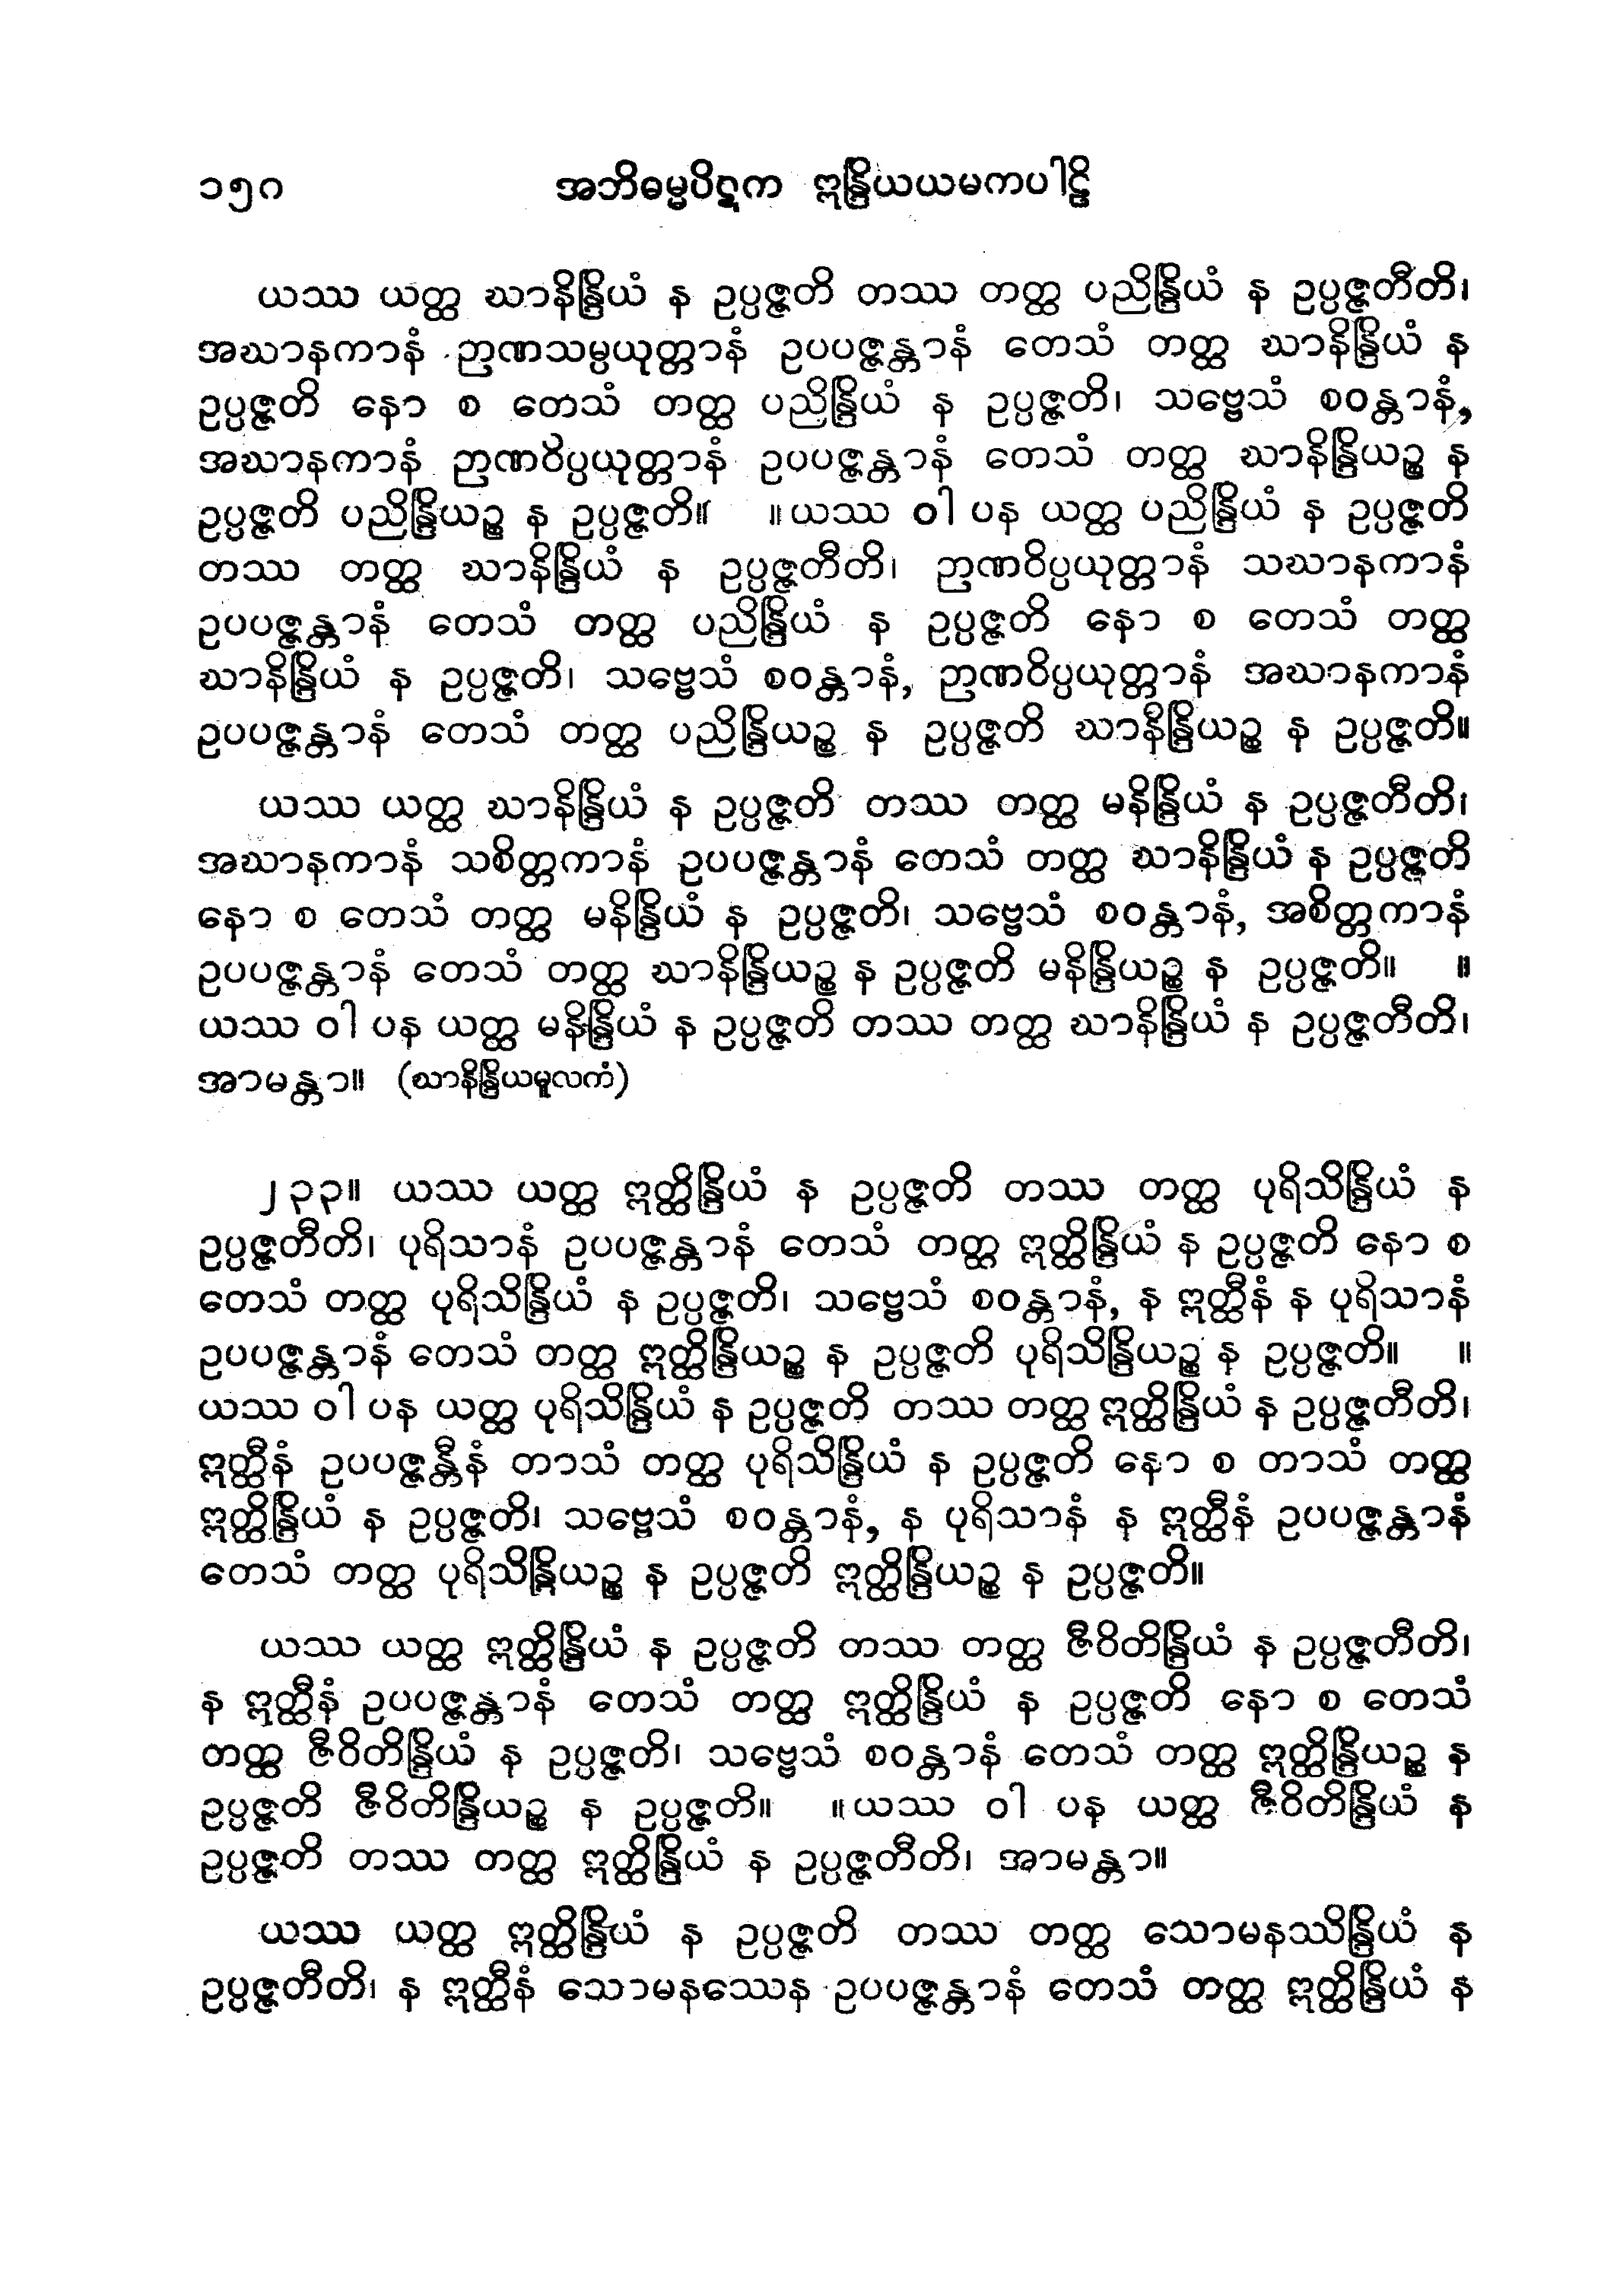 ၁၅ဂ အဘိဓမ္မပိဋက ဣန္ဒြိယယမကပါဠိ
ယဿ ယတ္ထ ဃာနိန္ဒြိယံ န ဥပ္ပဇ္ဇတိ တဿ တတ္ထ ပညိန္ဒြိယံ န ဥပ္ပဇ္ဇတီတိ၊
အဃာနကာနံ ဉာဏသမ္ပယုတ္တာနံ ဥပပဇ္ဇန္တာနံ တေသံ တတ္ထ ဃာနိန္ဒြိယံ န
ဥပ္ပဇ္ဇတိ နော စ တေသံ တတ္ထ ပညိန္ဒြိယံ န ဥပ္ပဇ္ဇတိ၊ သဗ္ဗေသံ စဝန္တာနံ,
အဃာနကာနံ ဉာဏဝိပ္ပယုတ္တာနံ ဥပပဇ္ဇန္တာနံ တေသံ တတ္ထ ဃာနိန္ဒြိယဉ္စ န
ဥပ္ပဇ္ဇတိ ပညိန္ဒြိယဉ္စ န ဥပ္ပဇ္ဇတိ။ ။ယဿ ဝါ ပန ယတ္ထ ပညိန္ဒြိယံ န ဥပ္ပဇ္ဇတိ
တဿ တတ္ထ ဃာနိန္ဒြိယံ န ဥပ္ပဇ္ဇတီတိ၊ ဉာဏဝိပ္ပယုတ္တာနံ သဃာနကာနံ
ဥပပဇ္ဇန္တာနံ တေသံ တတ္ထ ပညိန္ဒြိယံ န ဥပ္ပဇ္ဇတိ နော စ တေသံ တတ္ထ
ဃာနိန္ဒြိယံ န ဥပ္ပဇ္ဇတိ၊ သဗ္ဗေသံ စဝန္တာနံ, ဉာဏဝိပ္ပယုတ္တာနံ အဃာနကာနံ
ဥပပဇ္ဇန္တာနံ တေသံ တတ္ထ ပညိန္ဒြိယဉ္စ န ဥပ္ပဇ္ဇတိ ဃာနိန္ဒြိယဉ္စ န ဥပ္ပဇ္ဇတိ။
ယဿ ယတ္ထ ဃာနိန္ဒြိယံ န ဥပ္ပဇ္ဇတိ တဿ တတ္ထ မနိန္ဒြိယံ န ဥပ္ပဇ္ဇတီတိ၊
အဃာနကာနံ သစိတ္တကာနံ ဥပပဇ္ဇန္တာနံ တေသံ တတ္ထ ဃာနိန္ဒြိယံ န ဥပ္ပဇ္ဇတိ
နော စ တေသံ တတ္ထ မနိန္ဒြိယံ န ဥပ္ပဇ္ဇတိ၊ သဗ္ဗေသံ စဝန္တာနံ, အစိတ္တကာနံ
ဥပပဇ္ဇန္တာနံ တေသံ တတ္ထ ဃာနိန္ဒြိယဉ္စ န ဥပ္ပဇ္ဇတိ မနိန္ဒြိယဉ္စ န ဥပ္ပဇ္ဇတိ။ ။
ယဿ ဝါ ပန ယတ္ထ မနိန္ဒြိယံ န ဥပ္ပဇ္ဇတိ တဿ တတ္ထ ဃာနိန္ဒြိယံ န ဥပ္ပဇ္ဇတီတိ၊
အာမန္တာ။ (ဃာနိန္ဒြိယမူလကံ)
၂၃၃။ ယဿ ယတ္ထ ဣတ္ထိန္ဒြိယံ န ဥပ္ပဇ္ဇတိ တဿ တတ္ထ ပုရိသိန္ဒြိယံ န
ဥပ္ပဇ္ဇတီတိ၊ ပုရိသာနံ ဥပပဇ္ဇန္တာနံ တေသံ တတ္ထ ဣတ္ထိန္ဒြိယံ န ဥပ္ပဇ္ဇတိ နော စ
တေသံ တတ္ထ ပုရိသိန္ဒြိယံ န ဥပ္ပဇ္ဇတိ၊ သဗ္ဗေသံ စဝန္တာနံ, န ဣတ္ထီနံ န ပုရိသာနံ
ဥပပဇ္ဇန္တာနံ တေသံ တတ္ထ ဣတ္ထိန္ဒြိယဉ္စ န ဥပ္ပဇ္ဇတိ ပုရိသိန္ဒြိယဉ္စ န ဥပ္ပဇ္ဇတိ။ ။
ယဿ ဝါ ပန ယတ္ထ ပုရိသိန္ဒြိယံ န ဥပ္ပဇ္ဇတိ တဿ တတ္ထ ဣတ္ထိန္ဒြိယံ န ဥပ္ပဇ္ဇတီတိ၊
ဣတ္ထီနံ ဥပပဇ္ဇန္တီနံ တာသံ တတ္ထ ပုရိသိန္ဒြိယံ န ဥပ္ပဇ္ဇတိ နော စ တာသံ တတ္ထ
ဣတ္ထိန္ဒြိယံ န ဥပ္ပဇ္ဇတိ၊ သဗ္ဗေသံ စဝန္တာနံ, န ပုရိသာနံ န ဣတ္ထီနံ ဥပပဇ္ဇန္တာနံ
တေသံ တတ္ထ ပုရိသိန္ဒြိယဉ္စ န ဥပ္ပဇ္ဇတိ ဣတ္ထိန္ဒြိယဉ္စ န ဥပ္ပဇ္ဇတိ။
ယဿ ယတ္ထ ဣတ္ထိန္ဒြိယံ န ဥပ္ပဇ္ဇတိ တဿ တတ္ထ ဇီဝိတိန္ဒြိယံ န ဥပ္ပဇ္ဇတီတိ၊
န ဣတ္ထီနံ ဥပပဇ္ဇန္တာနံ တေသံ တတ္ထ ဣတ္ထိန္ဒြိယံ န ဥပ္ပဇ္ဇတိ နော စ တေသံ
တတ္ထ ဇီဝိတိန္ဒြိယံ န ဥပ္ပဇ္ဇတိ၊ သဗ္ဗေသံ စဝန္တာနံ တေသံ တတ္ထ ဣတ္ထိန္ဒြိယဉ္စ န
ဥပ္ပဇ္ဇတိ ဇီဝိတိန္ဒြိယဉ္စ န ဥပ္ပဇ္ဇတိ။ ။ယဿ ဝါ ပန ယတ္ထ ဇီဝိတိန္ဒြိယံ န
ဥပ္ပဇ္ဇတိ တဿ တတ္ထ ဣတ္ထိန္ဒြိယံ န ဥပ္ပဇ္ဇတီတိ၊ အာမန္တာ။
ယဿ ယတ္ထ ဣတ္ထိန္ဒြိယံ န ဥပ္ပဇ္ဇတိ တဿ တတ္ထ သောမနဿိန္ဒြိယံ န
ဥပ္ပဇ္ဇတီတိ၊ န ဣတ္ထီနံ သောမနဿေန ဥပပဇ္ဇန္တာနံ တေသံ တတ္ထ ဣတ္ထိန္ဒြိယံ န